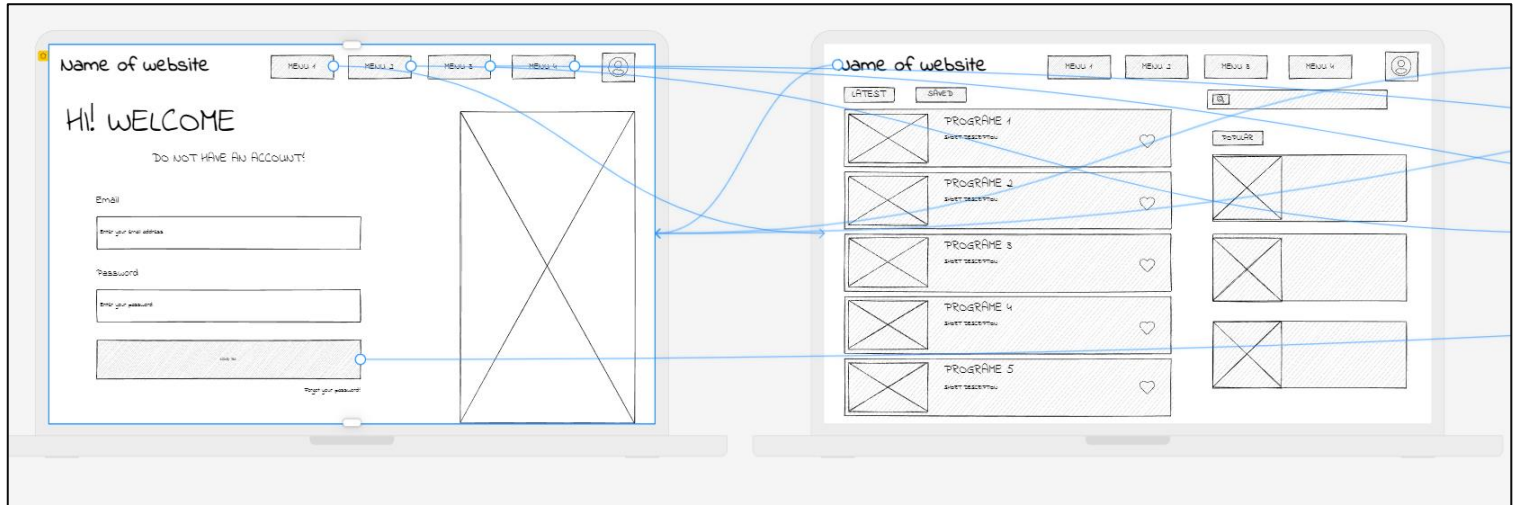 Name of website
MENU 1 MENU 2 MENU 3 MENU 4
HI! WELCOME
DO NOT HAVE AN ACCOUNT?
Email
Enter your email address
Password
Enter your password
Forgot your password?
Name of website
MENU 1 MENU 2 MENU 3 MENU 4
LATEST SAVED
PROGRAME 1
SHORT DESCRIPTION
PROGRAME 2
SHORT DESCRIPTION
PROGRAME 3
SHORT DESCRIPTION
PROGRAME 4
SHORT DESCRIPTION
PROGRAME 5
SHORT DESCRIPTION
POPULAR